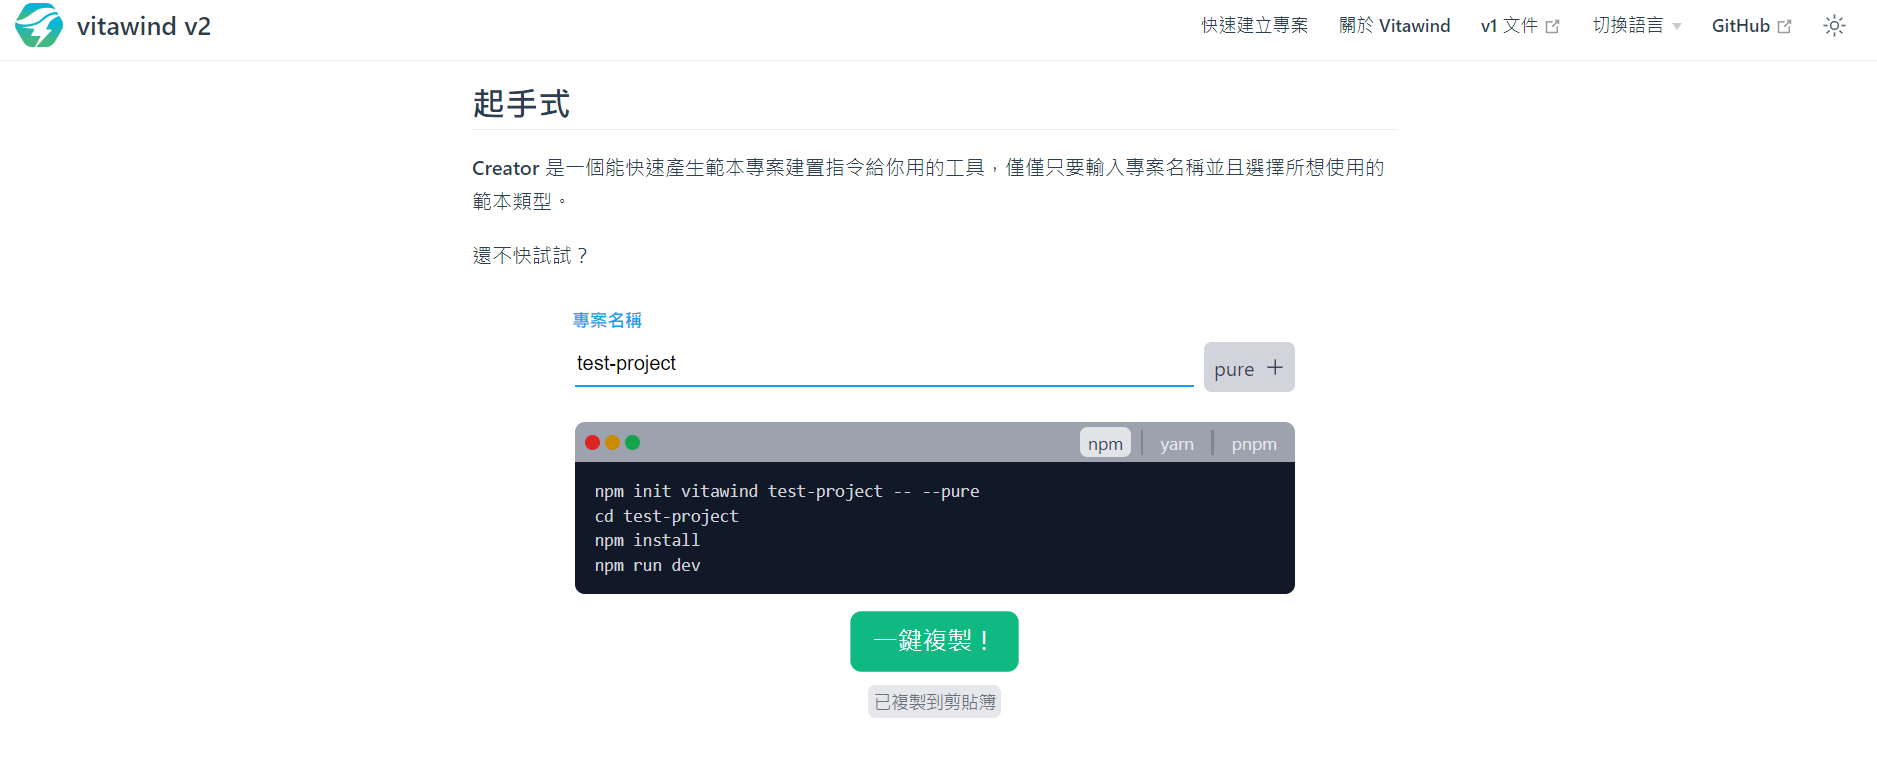 vitawind v2
快速建立專案
關於 Vitawind
v1 文件
切換語言
GitHub
起手式
Creator 是一個能快速產生範本專案建置指令給你用的工具，僅僅只要輸入專案名稱並且選擇所想使用的
範本類型。
還不快試試？
專案名稱
test-project
pure +
npm
yarn
pnpm
npm init vitawind test-project -- --pure
cd test-project
npm install
npm run dev
一鍵複製！
已複製到剪貼簿